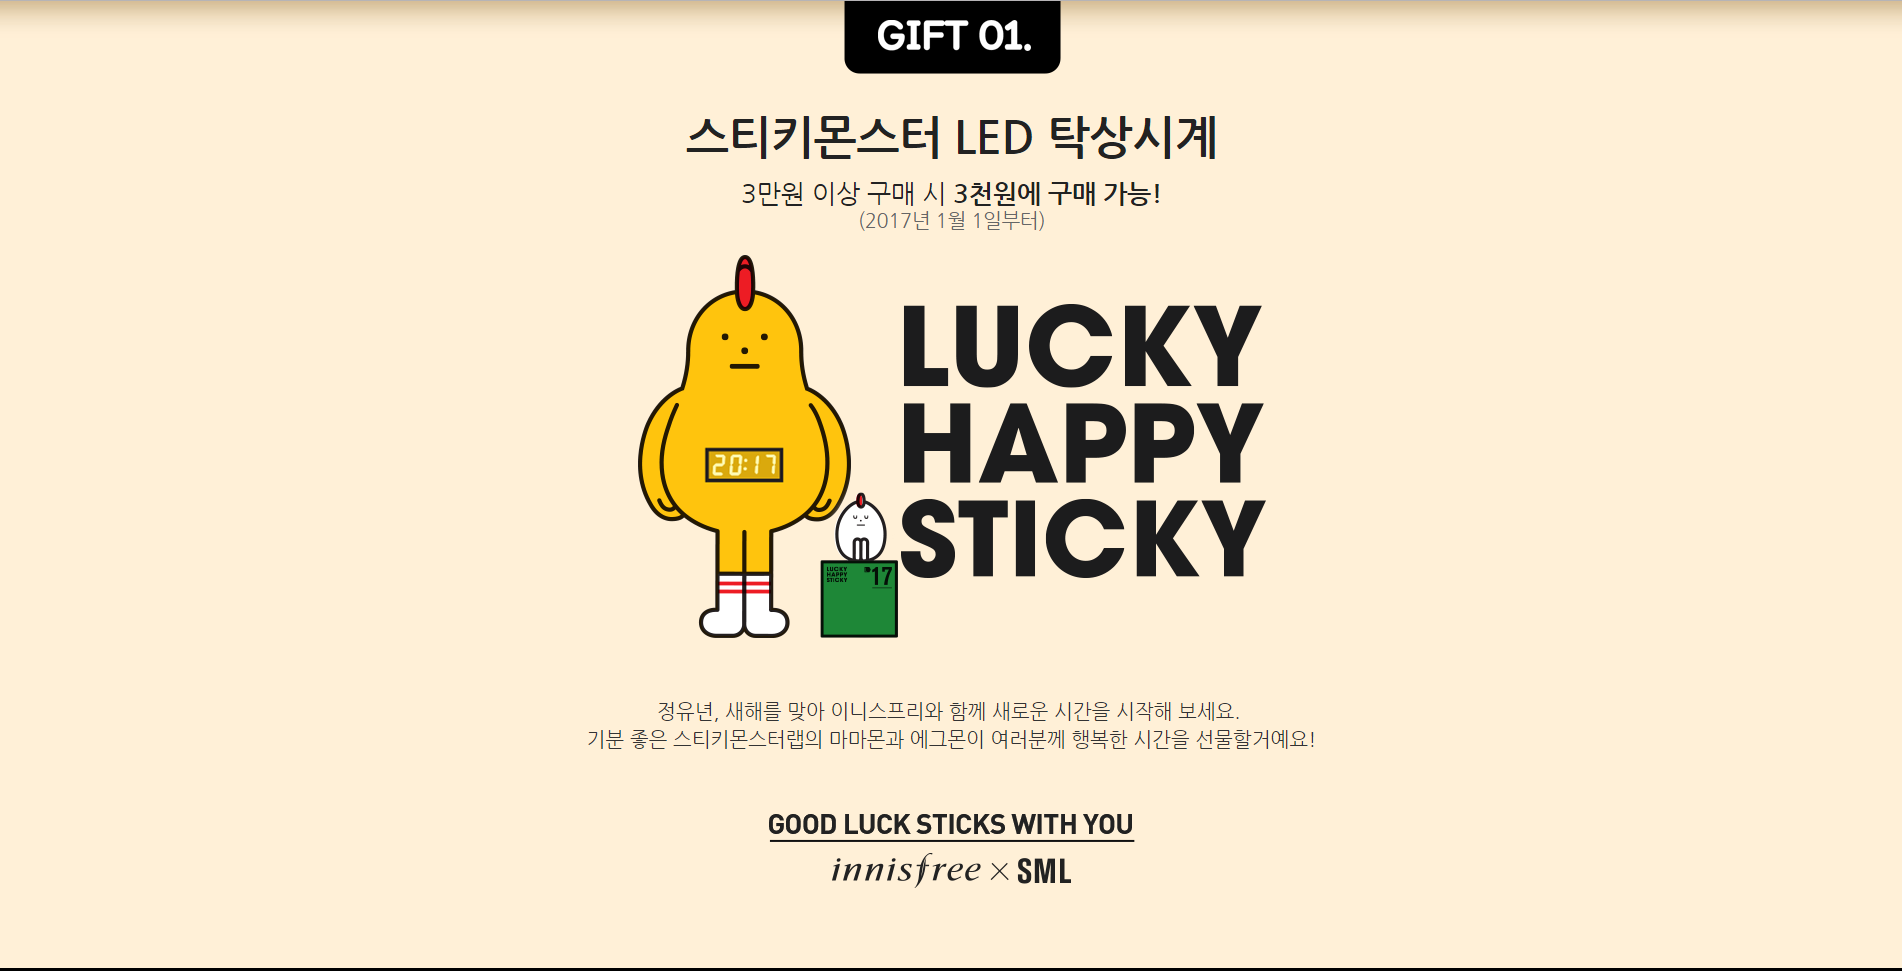 GIFT 01.
스티키몬스터 LED 탁상시계
3만원 이상 구매 시 3천원에 구매 가능!
(2017년 1월 1일부터)
LUCKY
HAPPY
STICKY
20:17
LUCKY
HAPPY
STICKY
'17
정유년, 새해를 맞아 이니스프리와 함께 새로운 시간을 시작해 보세요.
기분 좋은 스티키몬스터랩의 마마몬과 에그몬이 여러분께 행복한 시간을 선물할거예요!
GOOD LUCK STICKS WITH YOU
innisfree × SML